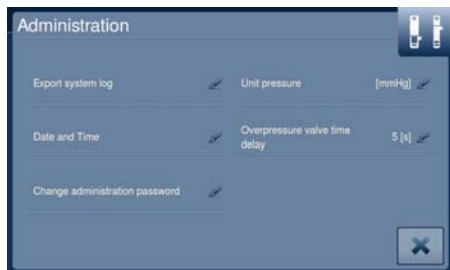 Administration
Export system log
Unit pressure [mmHg]
Date and Time
Overpressure valve time
delay
5 [s]
Change administration password